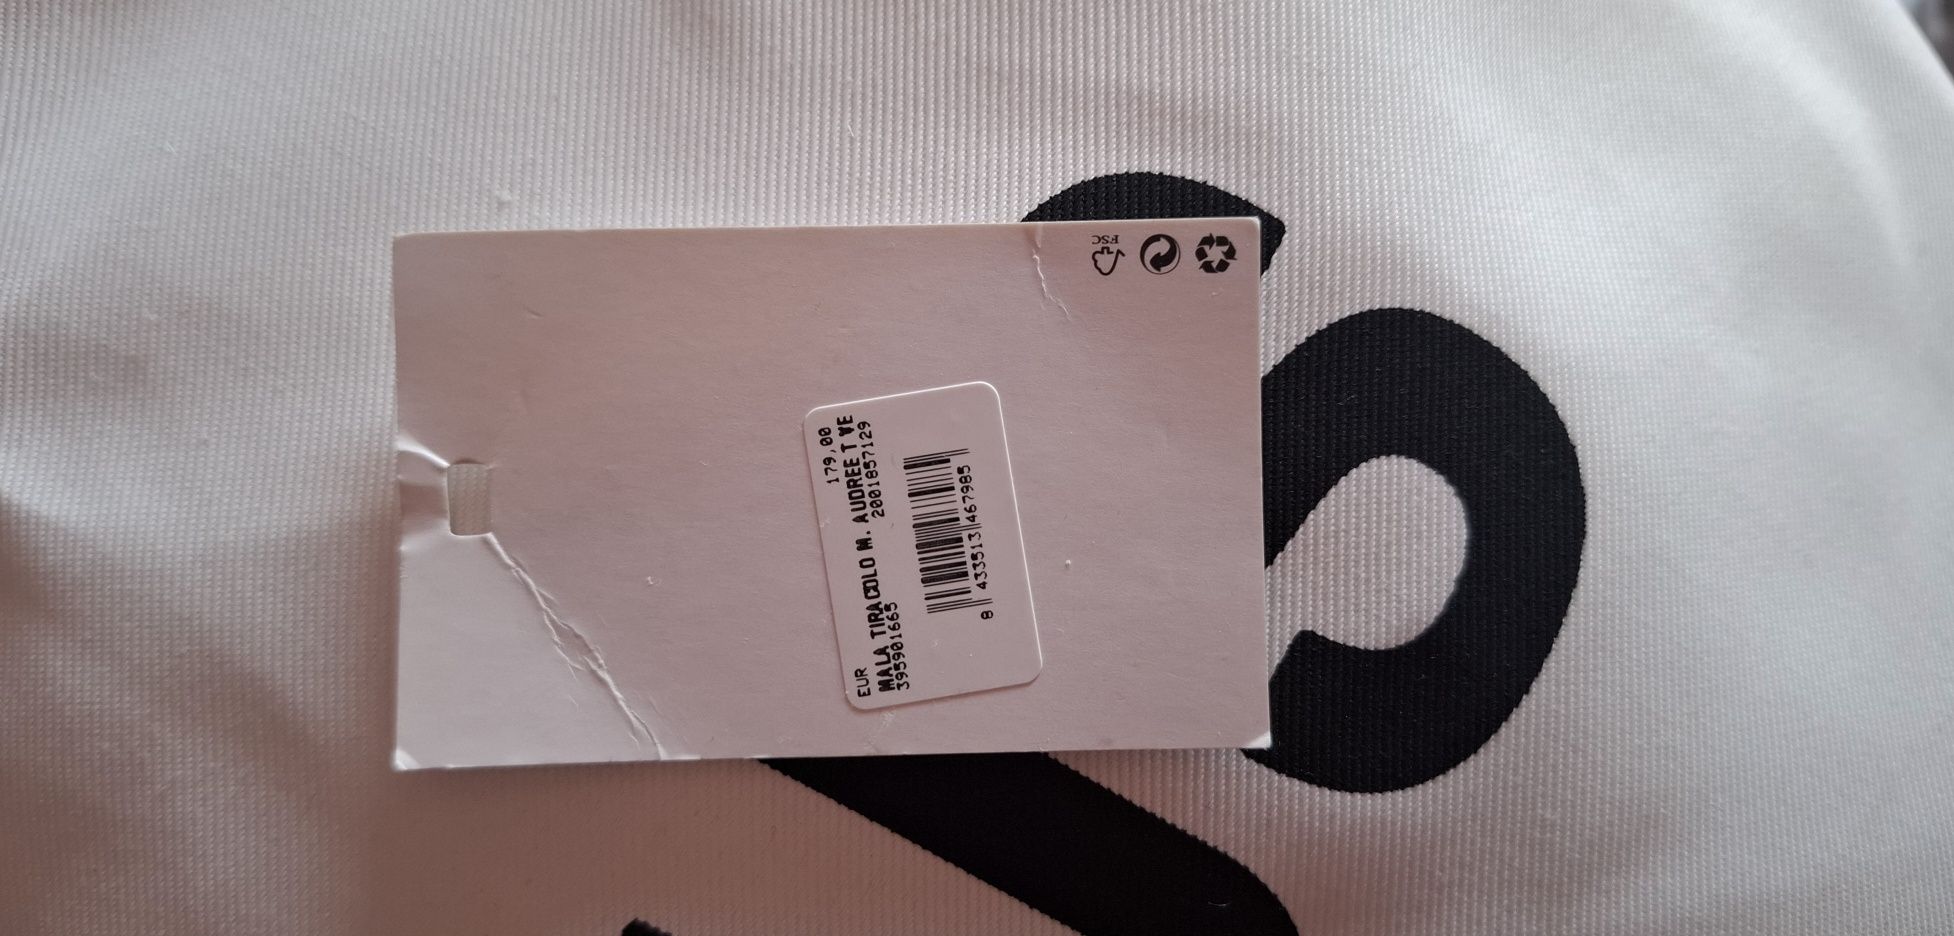 EUR 179,00
MALA TIRACOLO M. AUDREE T VE
395901665 2001857129
8 433513 467985
FSC